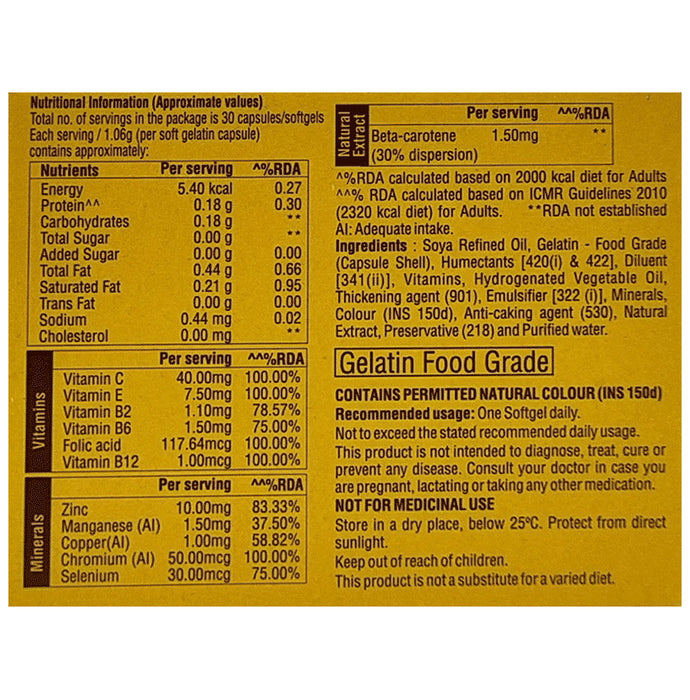 Nutritional Information (Approximate values)
Total no. of servings in the package is 30 capsules/softgels
Each serving / 1.06g (per soft gelatin capsule)
contains approximately:
Nutrients Per serving ^%RDA
Energy 5.40 kcal 0.27
Protein^^ 0.18 g 0.30
Carbohydrates 0.18 g **
Total Sugar 0.00 g **
Added Sugar 0.00 g 0.00
Total Fat 0.44 g 0.66
Saturated Fat 0.21 g 0.95
Trans Fat 0.00 g 0.00
Sodium 0.44 mg 0.02
Cholesterol 0.00 mg **
Vitamins
Per serving ^^%RDA
Vitamin C 40.00mg 100.00%
Vitamin E 7.50mg 100.00%
Vitamin B2 1.10mg 78.57%
Vitamin B6 1.50mg 75.00%
Folic acid 117.64mcg 100.00%
Vitamin B12 1.00mcg 100.00%
Minerals
Per serving ^^%RDA
Zinc 10.00mg 83.33%
Manganese (AI) 1.50mg 37.50%
Copper(AI) 1.00mg 58.82%
Chromium (AI) 50.00mcg 100.00%
Selenium 30.00mcg 75.00%
Natural
Extract
Per serving ^^%RDA
Beta-carotene 1.50mg **
(30% dispersion)
^%RDA calculated based on 2000 kcal diet for Adults
^^% RDA calculated based on ICMR Guidelines 2010
(2320 kcal diet) for Adults. **RDA not established
AI: Adequate intake.
Ingredients : Soya Refined Oil, Gelatin - Food Grade
(Capsule Shell), Humectants [420(i) & 422], Diluent
[341(ii)], Vitamins, Hydrogenated Vegetable Oil,
Thickening agent (901), Emulsifier [322 (i)], Minerals,
Colour (INS 150d), Anti-caking agent (530), Natural
Extract, Preservative (218) and Purified water.
Gelatin Food Grade
CONTAINS PERMITTED NATURAL COLOUR (INS 150d)
Recommended usage: One Softgel daily.
Not to exceed the stated recommended daily usage.
This product is not intended to diagnose, treat, cure or
prevent any disease. Consult your doctor in case you
are pregnant, lactating or taking any other medication.
NOT FOR MEDICINAL USE
Store in a dry place, below 25ºC. Protect from direct
sunlight.
Keep out of reach of children.
This product is not a substitute for a varied diet.